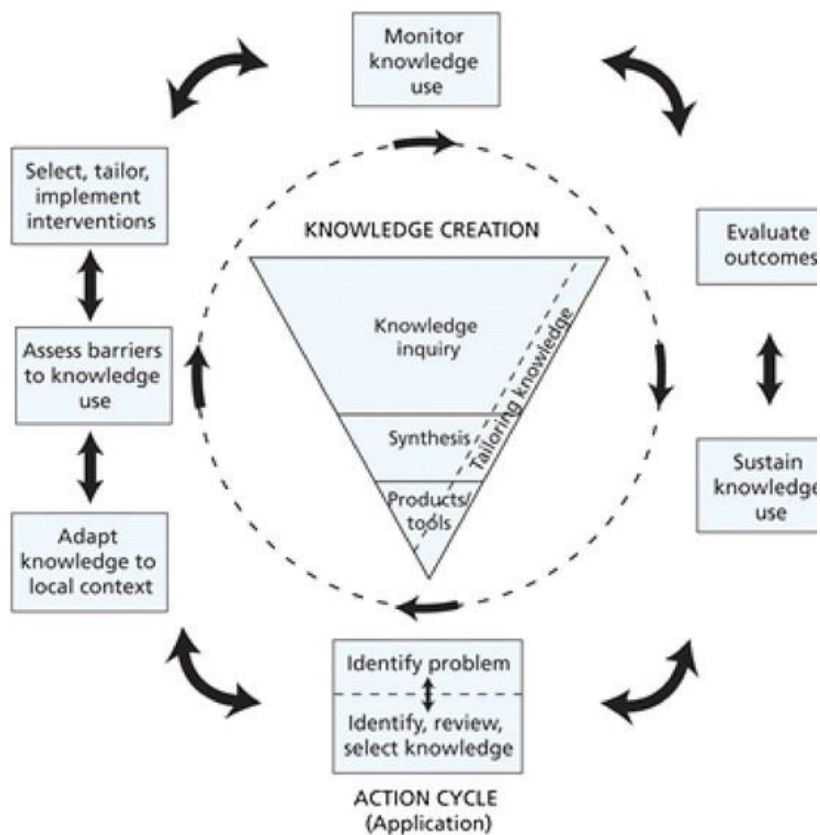 Monitor
knowledge
use
Select, tailor,
implement
interventions
Evaluate
outcomes
KNOWLEDGE CREATION
Knowledge
inquiry
Tailoring knowledge
Assess barriers
to knowledge
use
Synthesis
Products/
tools
Sustain
knowledge
use
Adapt
knowledge to
local context
Identify problem
Identify, review,
select knowledge
ACTION CYCLE
(Application)